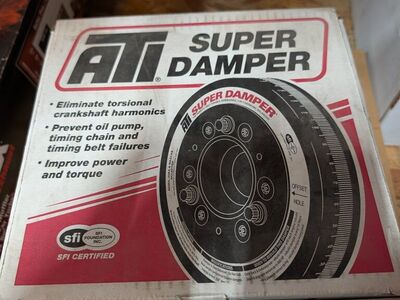 ATI® SUPER
DAMPER
• Eliminate torsional
crankshaft harmonics
• Prevent oil pump,
timing chain and
timing belt failures
• Improve power
and torque
ATI SUPER DAMPER
OFFSET
HOLE
sfi
SFI
FOUNDATION
INC.
SFI CERTIFIED